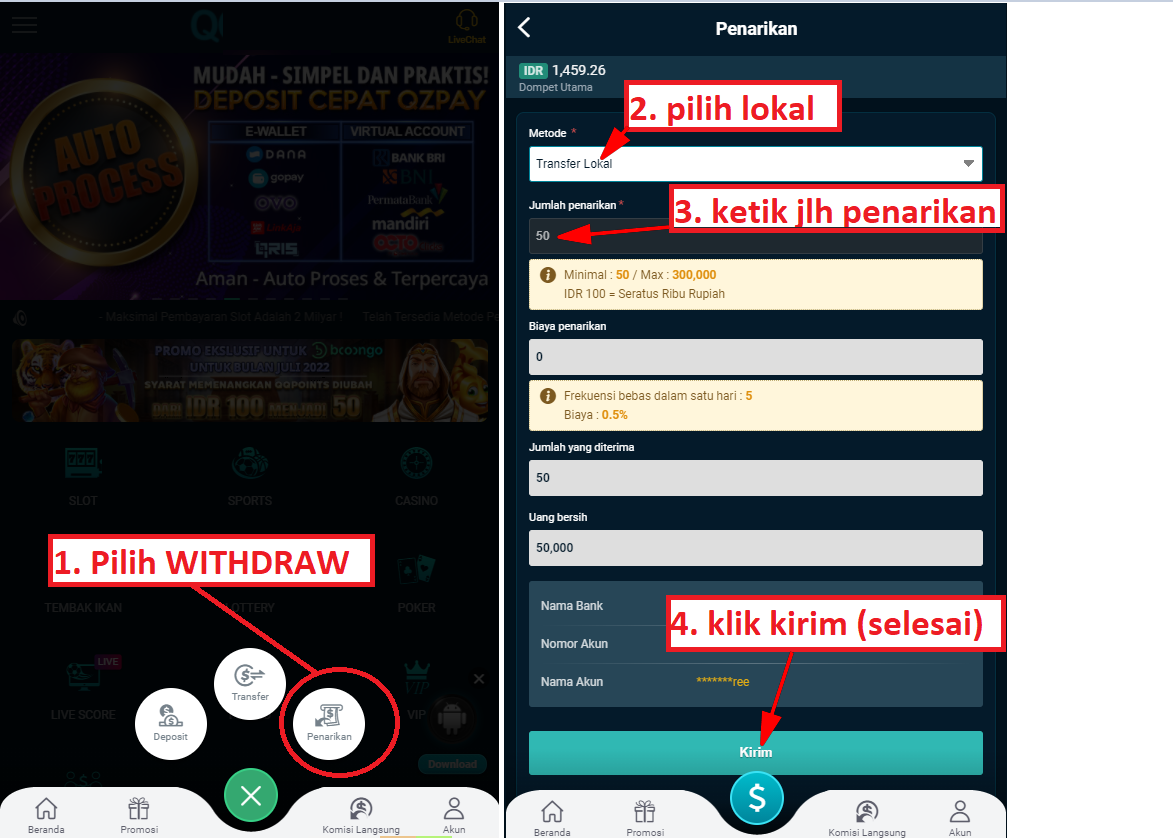 LiveChat
MUDAH - SIMPEL DAN PRAKTIS!
DEPOSIT CEPAT QZPAY
AUTO
PROCESS
E-WALLET
VIRTUAL ACCOUNT
DANA
BANK BRI
gopay
BNI
OVO
PermataBank
LinkAja
mandiri
QRIS
OCTO
Aman - Auto Proses & Terpercaya
- Maksimal Pembayaran Slot Adalah 2 Milyar !
Telah Tersedia Metode Pe
PROMO EKSLUSIF UNTUK booongo
UNTUK BULAN JULI 2022
SYARAT MEMENANGKAN QQPOINTS DIUBAH
DARI IDR 100 MENJADI 50
SLOT
SPORTS
CASINO
1. Pilih WITHDRAW
TEMBAK IKAN
LOTTERY
POKER
LIVE
LIVE SCORE
VIP
VIP
Transfer
Deposit
Penarikan
Download
Beranda
Promosi
Komisi Langsung
Akun
Penarikan
IDR 1,459.26
Dompet Utama
2. pilih lokal
Metode *
Transfer Lokal
Jumlah penarikan *
3. ketik jlh penarikan
50
Minimal : 50 / Max : 300,000
IDR 100 = Seratus Ribu Rupiah
Biaya penarikan
0
Frekuensi bebas dalam satu hari : 5
Biaya : 0.5%
Jumlah yang diterima
50
Uang bersih
50,000
Nama Bank
4. klik kirim (selesai)
Nomor Akun
Nama Akun
*******ree
Kirim
Beranda
Promosi
Komisi Langsung
Akun